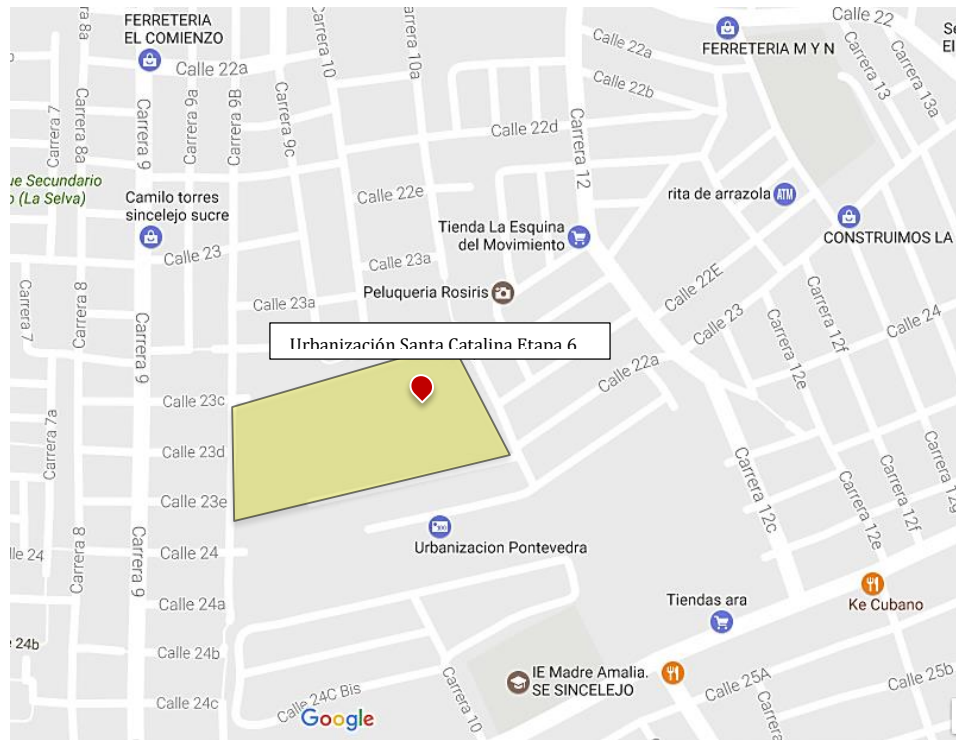 FERRETERIA
EL COMIENZO
Carrera 10
Carrera 10a
Calle 22
Calle 22a
FERRETERIA M Y N
Se
El
Carrera 8a
Calle 22a
Calle 22b
Carrera 13
Carrera 13a
Carrera 7
Carrera 8a
Carrera 9
Carrera 9a
Carrera 9B
Carrera 9c
Calle 22d
Carrera 12
ue Secundario
o (La Selva)
Camilo torres
sincelejo sucre
Calle 22e
rita de arrazola
ATM
Tienda La Esquina
del Movimiento
CONSTRUIMOS LA
Calle 23
Calle 23a
Calle 22E
Peluqueria Rosiris
Carrera 7
Carrera 8
Calle 23a
Calle 23
Carrera 12f
Calle 24
Carrera 9
Urbanización Santa Catalina Etapa 6
Calle 22a
Carrera 12e
Calle 23c
Carrera 7a
Calle 23d
Carrera 12c
Calle 23e
Carrera 12e
Carrera 12f
Carrera 12g
lle 24
Carrera 8
Carrera 9
Calle 24
Urbanizacion Pontevedra
Calle 24a
Tiendas ara
Ke Cubano
24b
Calle 24b
IE Madre Amalia.
SE SINCELEJO
Calle 25A
Calle 25b
Calle 24c
Calle 24C Bis
Carrera 10
Carrera
Google